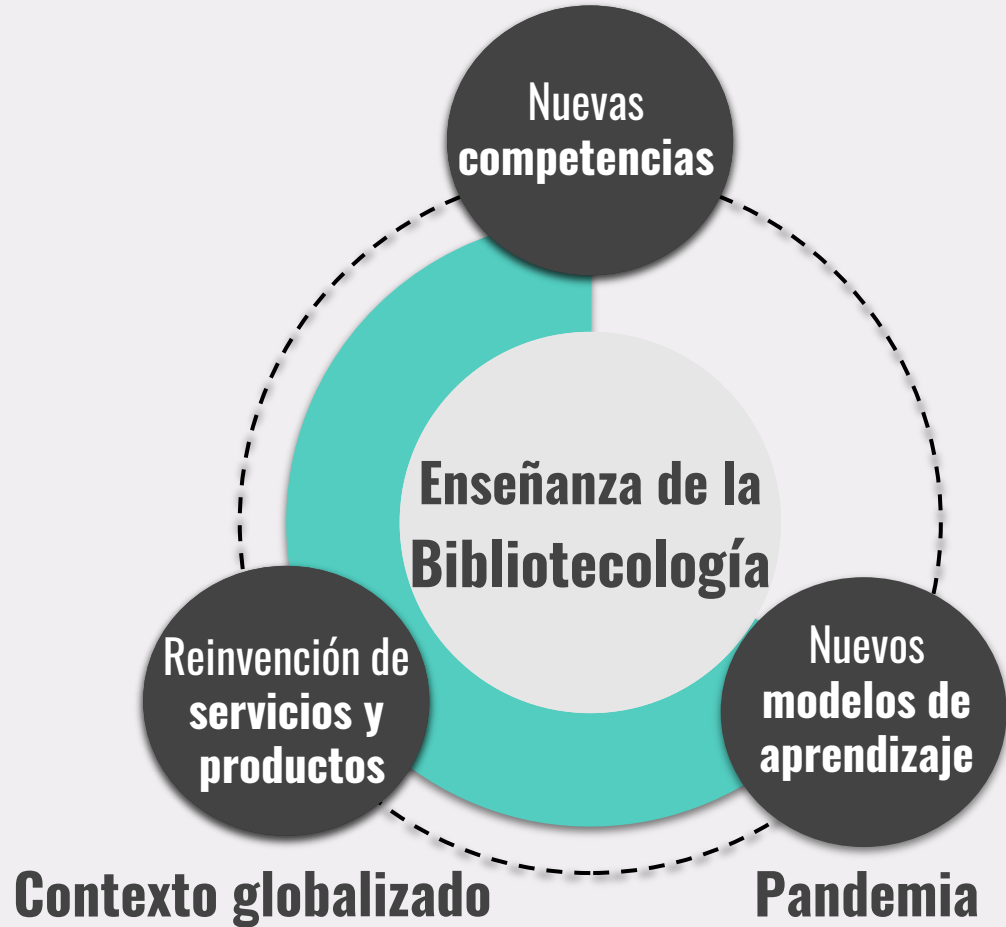 Nuevas
competencias
Enseñanza de la
Bibliotecología
Reinvención de
servicios y
productos
Nuevos
modelos de
aprendizaje
Contexto globalizado
Pandemia